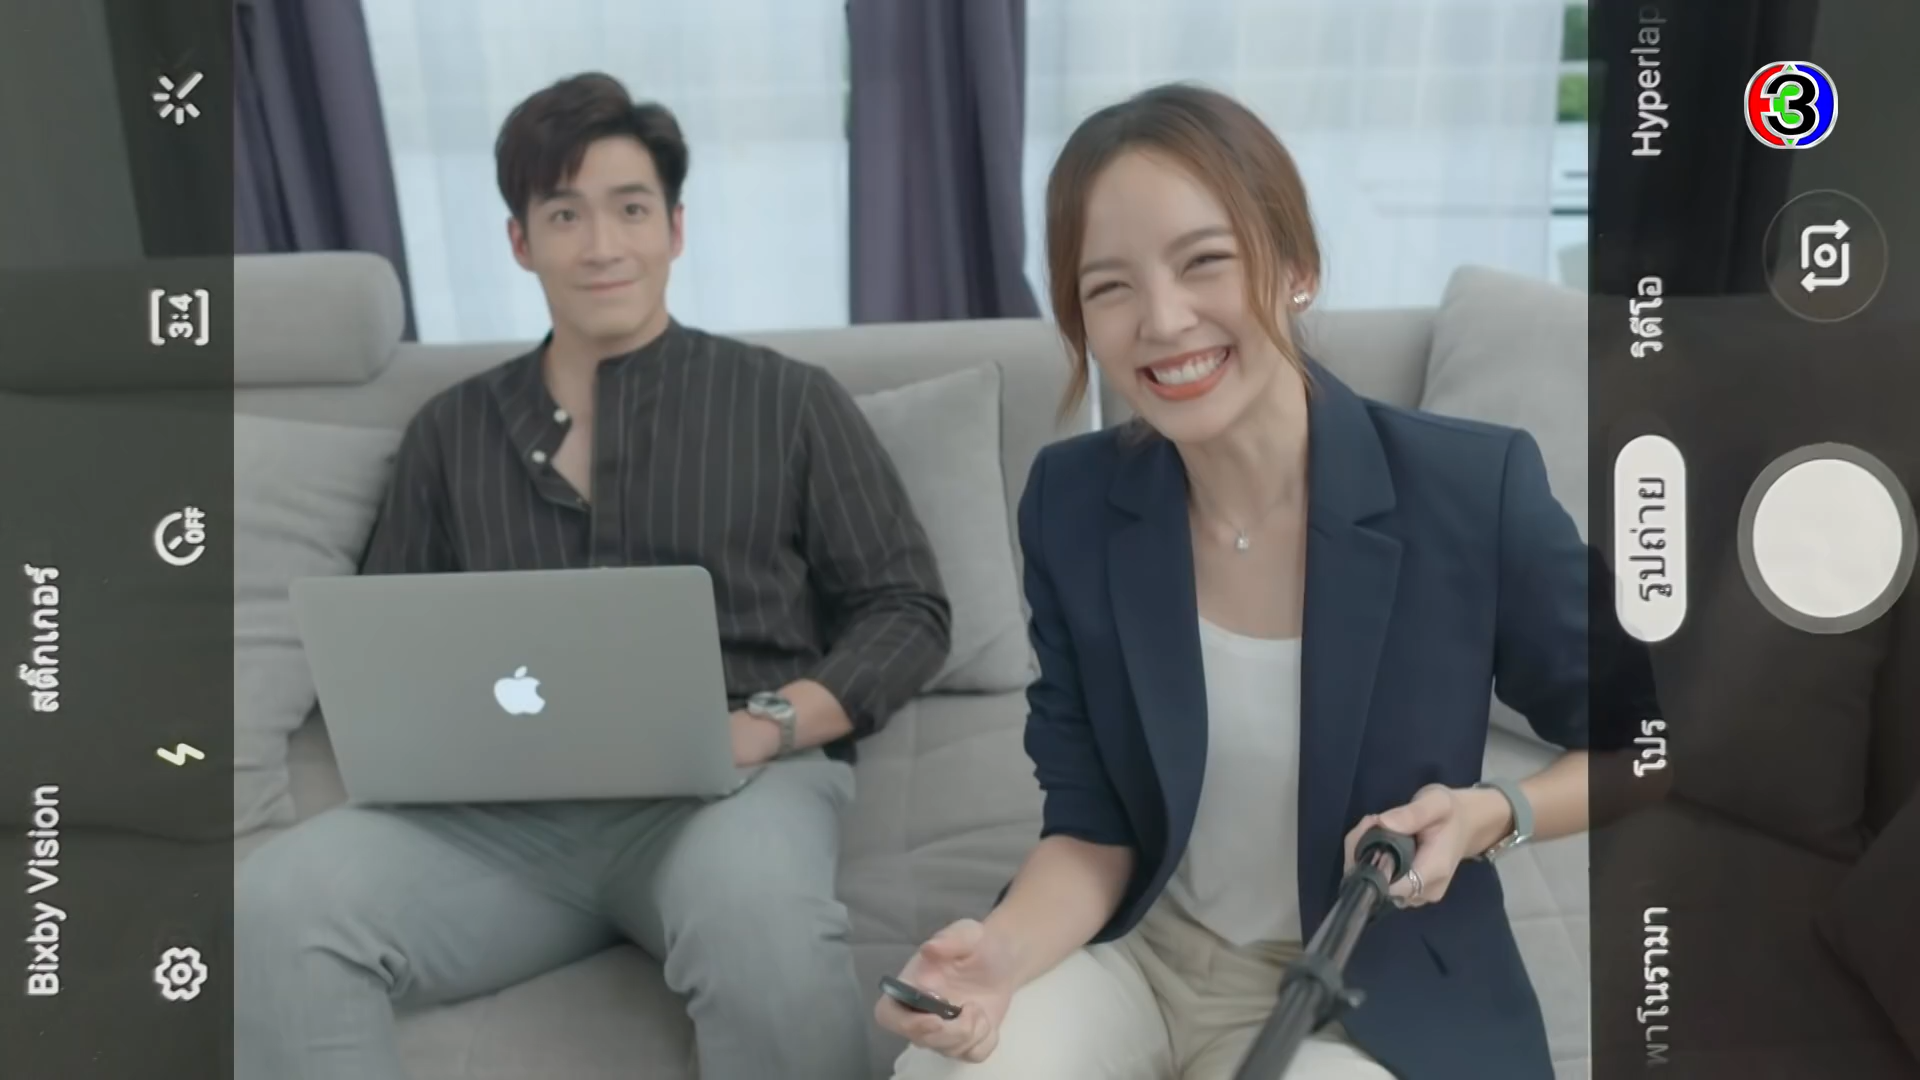 Bixby Vision
สติ๊กเกอร์
3:4
OFF
พาโนรามา
โปร
รูปถ่าย
วิดีโอ
Hyperlap
3